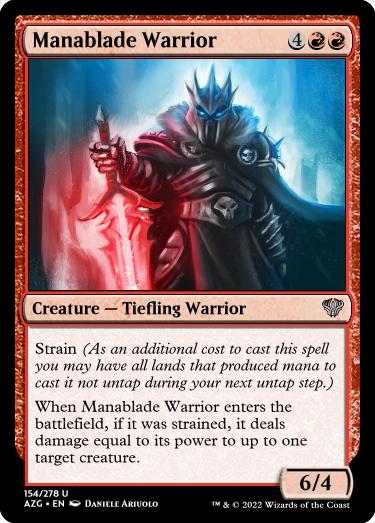 Manablade Warrior 4
Creature — Tiefling Warrior
Strain (As an additional cost to cast this spell
you may have all lands that produced mana to
cast it not untap during your next untap step.)
When Manablade Warrior enters the
battlefield, if it was strained, it deals
damage equal to its power to up to one
target creature.
6/4
154/278 U
AZG • EN Daniele Ariuolo
™ & © 2022 Wizards of the Coast